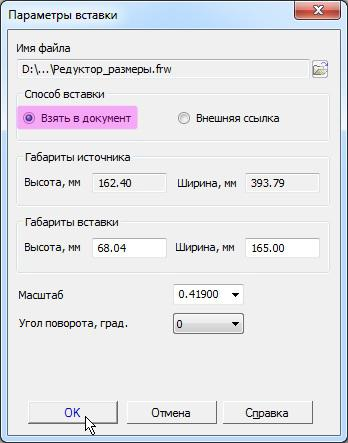 Параметры вставки
Имя файла
D:\...\Редуктор_размеры.frw
Способ вставки
Взять в документ Внешняя ссылка
Габариты источника
Высота, мм 162.40 Ширина, мм 393.79
Габариты вставки
Высота, мм 68.04 Ширина, мм 165.00
Масштаб 0.41900
Угол поворота, град. 0
OK Отмена Справка